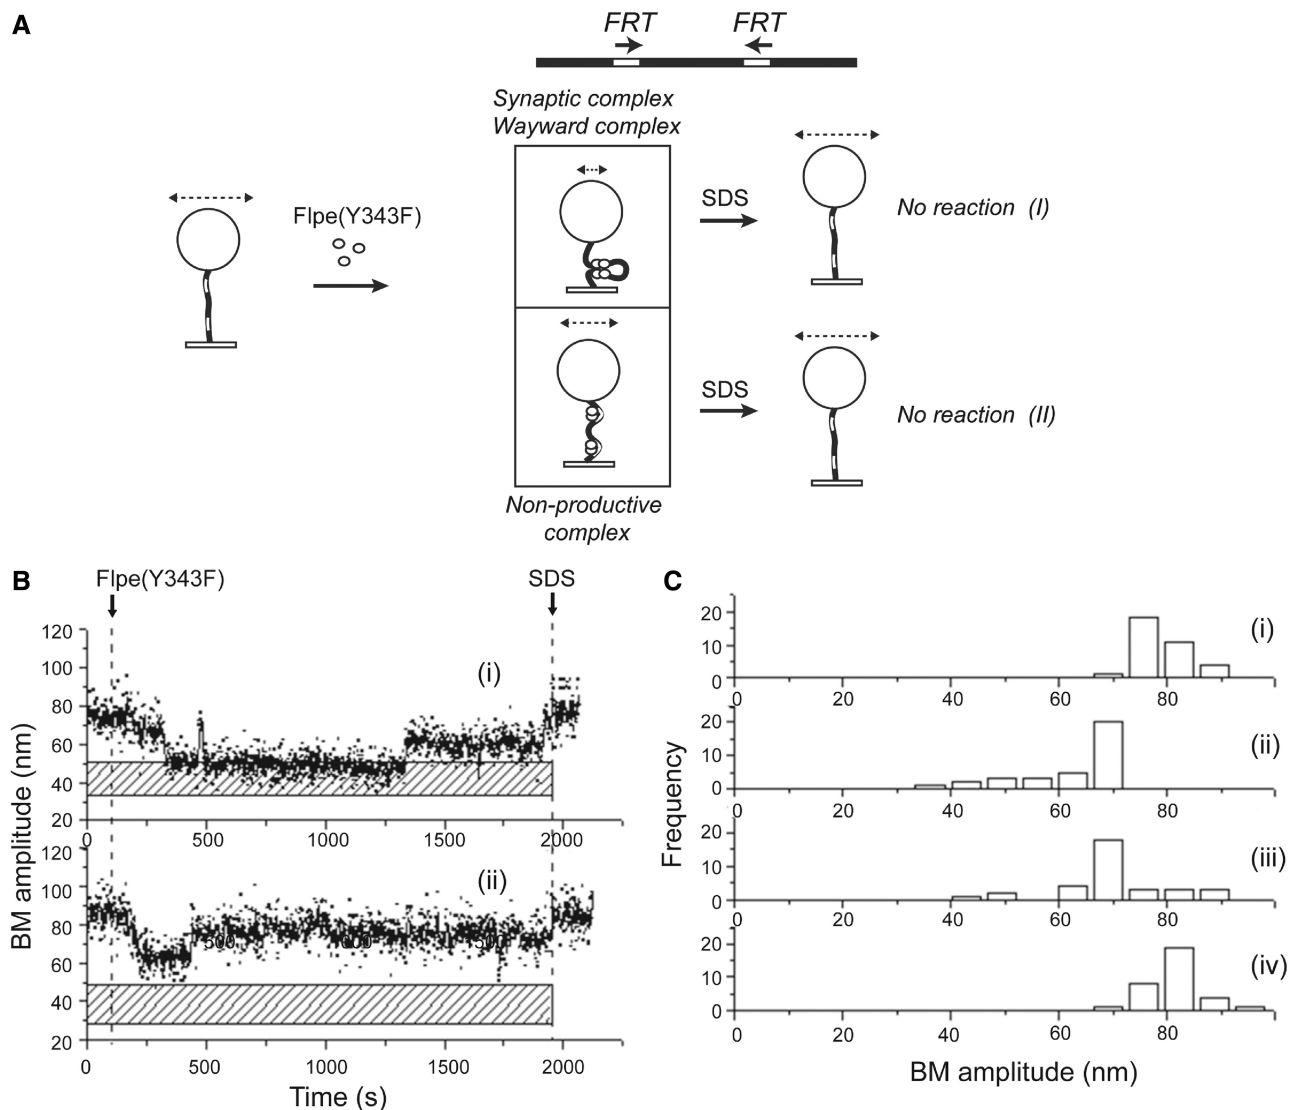 A
FRT FRT
Synaptic complex
Wayward complex
Flpe(Y343F)
SDS
No reaction (I)
SDS
No reaction (II)
Non-productive
complex
B
Flpe(Y343F) SDS
BM amplitude (nm)
120
100
80
60
40
20
(i)
0 500 1000 1500 2000
120
100
80
60
40
20
(ii)
500 1000 1500
0 500 1000 1500 2000
Time (s)
C
Frequency
20
10
0
(i)
0 20 40 60 80
20
10
0
(ii)
0 20 40 60 80
20
10
0
(iii)
0 20 40 60 80
20
10
0
(iv)
0 20 40 60 80
BM amplitude (nm)